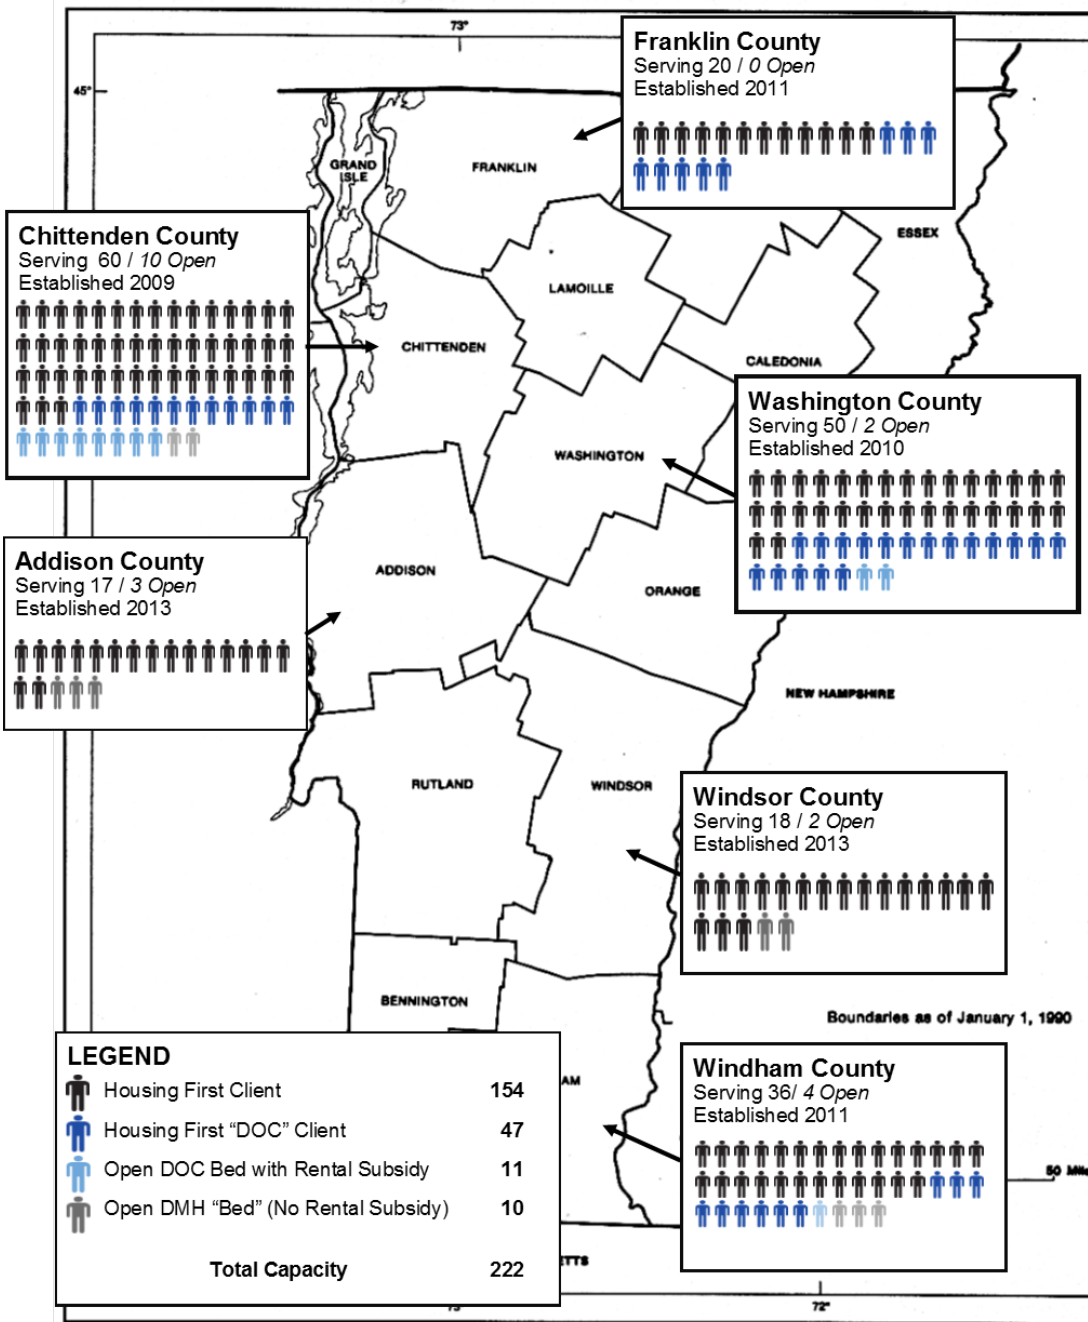 73°
45°
Franklin County
Serving 20 / 0 Open
Established 2011
GRAND
ISLE
FRANKLIN
ESSEX
Chittenden County
Serving 60 / 10 Open
Established 2009
LAMOILLE
CHITTENDEN
CALEDONIA
Washington County
Serving 50 / 2 Open
Established 2010
WASHINGTON
Addison County
Serving 17 / 3 Open
Established 2013
ADDISON
ORANGE
NEW HAMPSHIRE
RUTLAND
WINDSOR
Windsor County
Serving 18 / 2 Open
Established 2013
BENNINGTON
Boundaries as of January 1, 1990
LEGEND
Housing First Client 154
Housing First “DOC” Client 47
Open DOC Bed with Rental Subsidy 11
Open DMH “Bed” (No Rental Subsidy) 10
Total Capacity 222
AM
Windham County
Serving 36/ 4 Open
Established 2011
50
ETTS
72°